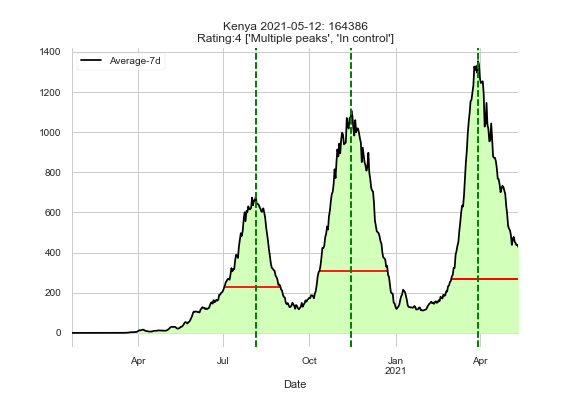 Kenya 2021-05-12: 164386
Rating:4 ['Multiple peaks', 'In control']
Average-7d
1400
1200
1000
800
600
400
200
0
Apr
Jul
Oct
Jan
2021
Apr
Date